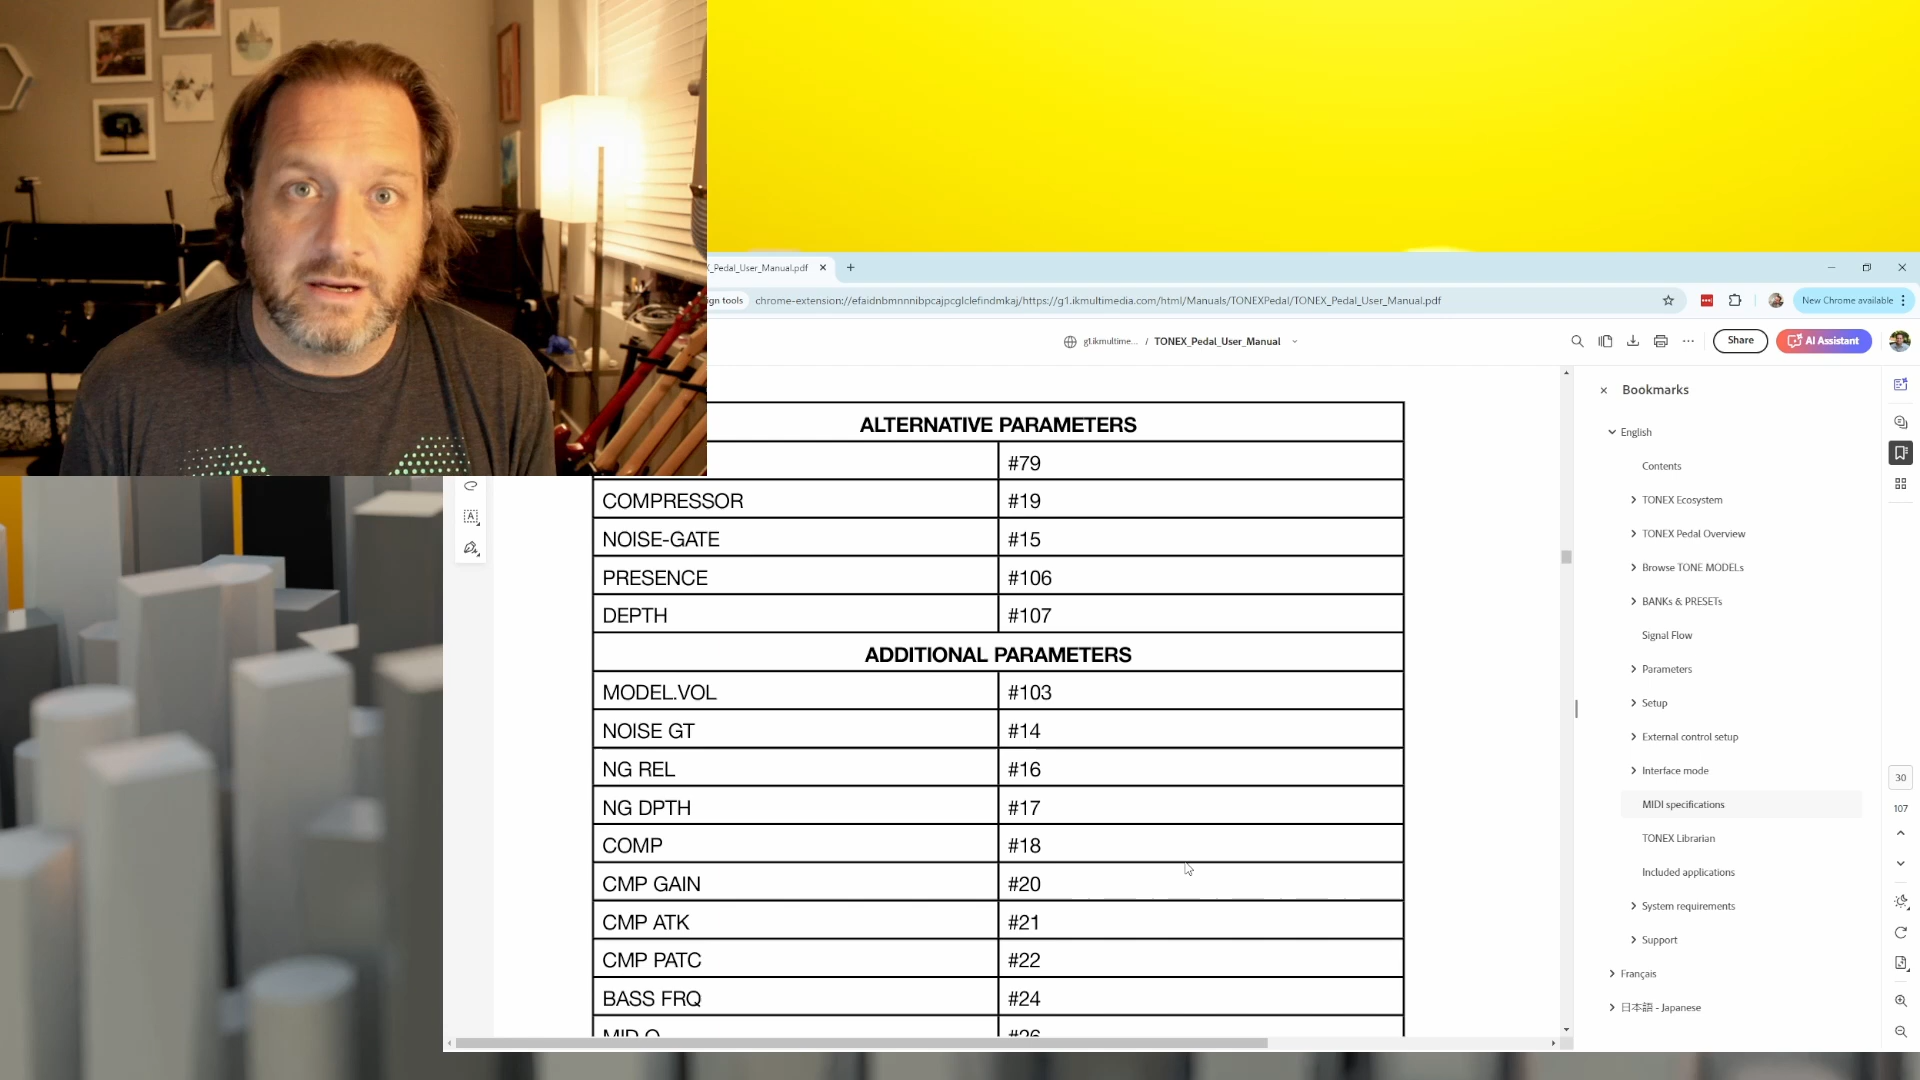 _Pedal_User_Manual.pdf
ign tools
chrome-extension://efaidnbmnnnibpcajpcglclefindmkaj/https://g1.ikmultimedia.com/html/Manuals/TONEXPedal/TONEX_Pedal_User_Manual.pdf
New Chrome available
g1.ikmultime... / TONEX_Pedal_User_Manual
Share
AI Assistant
ALTERNATIVE PARAMETERS
#79
COMPRESSOR #19
NOISE-GATE #15
PRESENCE #106
DEPTH #107
ADDITIONAL PARAMETERS
MODEL.VOL #103
NOISE GT #14
NG REL #16
NG DPTH #17
COMP #18
CMP GAIN #20
CMP ATK #21
CMP PATC #22
BASS FRQ #24
MID Q #26
Bookmarks
English
Contents
TONEX Ecosystem
TONEX Pedal Overview
Browse TONE MODELs
BANKs & PRESETs
Signal Flow
Parameters
Setup
External control setup
Interface mode
MIDI specifications
TONEX Librarian
Included applications
System requirements
Support
Français
日本語 - Japanese
30
107